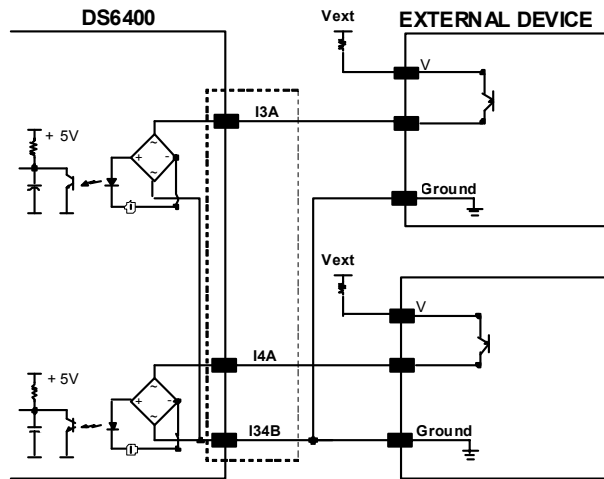 DS6400
EXTERNAL DEVICE
Vext
V
I3A
+ 5V
+
-
~
~
Ground
Vext
V
I4A
+ 5V
+
-
~
~
I34B
Ground